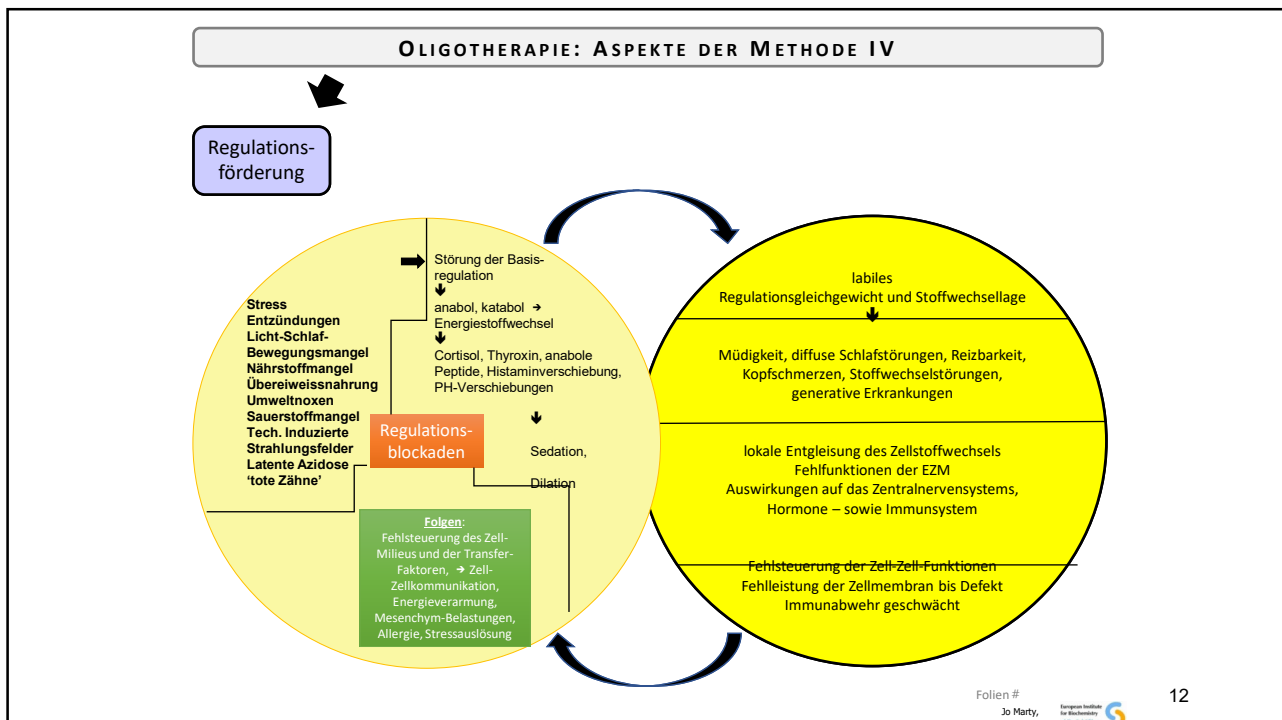 OLIGOTHERAPIE: ASPEKTE DER METHODE IV
Regulations-
förderung
Störung der Basis-
regulation
anabol, katabol →
Energiestoffwechsel
Cortisol, Thyroxin, anabole
Peptide, Histaminverschiebung,
PH-Verschiebungen
Sedation,
Dilation
Stress
Entzündungen
Licht-Schlaf-
Bewegungsmangel
Nährstoffmangel
Übereiweissnahrung
Umweltnoxen
Sauerstoffmangel
Tech. Induzierte
Strahlungsfelder
Latente Azidose
‘tote Zähne’
Regulations-
blockaden
Folgen:
Fehlsteuerung des Zell-
Milieus und der Transfer-
Faktoren, → Zell-
Zellkommunikation,
Energieverarmung,
Mesenchym-Belastungen,
Allergie, Stressauslösung
labiles
Regulationsgleichgewicht und Stoffwechsellage
Müdigkeit, diffuse Schlafstörungen, Reizbarkeit,
Kopfschmerzen, Stoffwechselstörungen,
generative Erkrankungen
lokale Entgleisung des Zellstoffwechsels
Fehlfunktionen der EZM
Auswirkungen auf das Zentralnervensystems,
Hormone – sowie Immunsystem
Fehlsteuerung der Zell-Zell-Funktionen
Fehlleistung der Zellmembran bis Defekt
Immunabwehr geschwächt
Folien #
12
Jo Marty,
European Institute
for Biochemistry